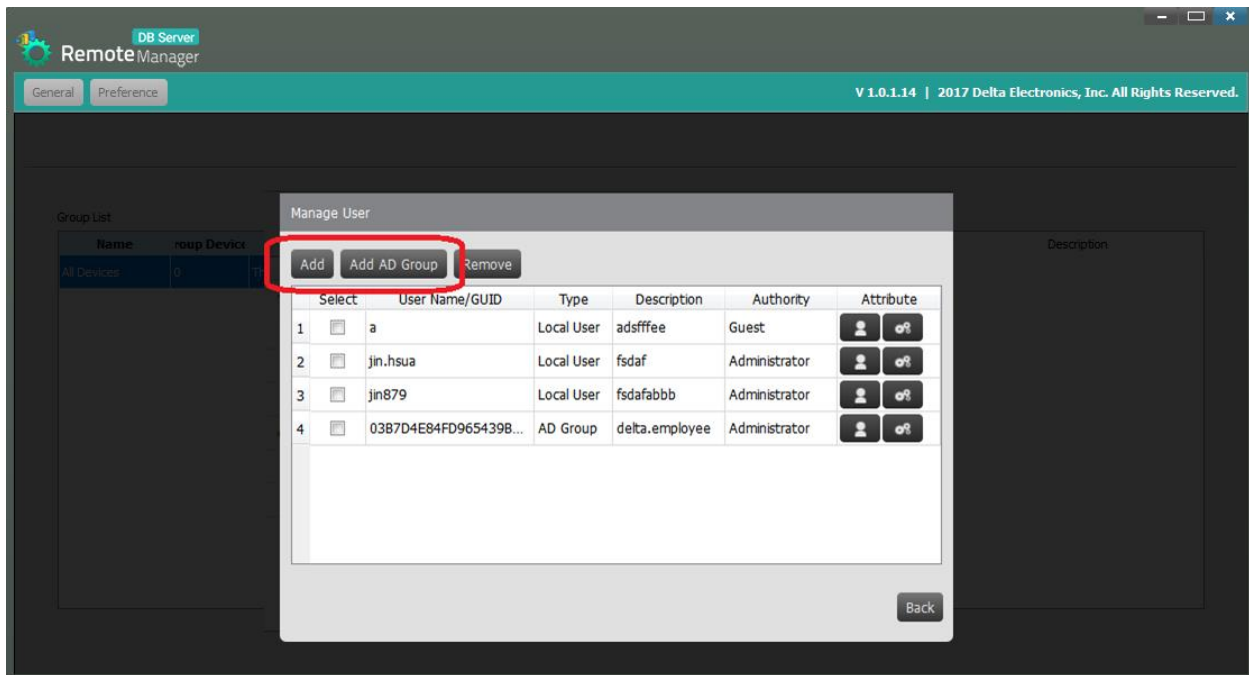 DB Server
RemoteManager
General Preference V 1.0.1.14 | 2017 Delta Electronics, Inc. All Rights Reserved.
Manage User
Group List
Name roup Device Description
All Devices 0 Th
Add Add AD Group Remove
Select User Name/GUID Type Description Authority Attribute
1 a Local User adsfffee Guest
2 jin.hsua Local User fsdaf Administrator
3 jin879 Local User fsdafabbb Administrator
4 03B7D4E84FD965439B... AD Group delta.employee Administrator
Back